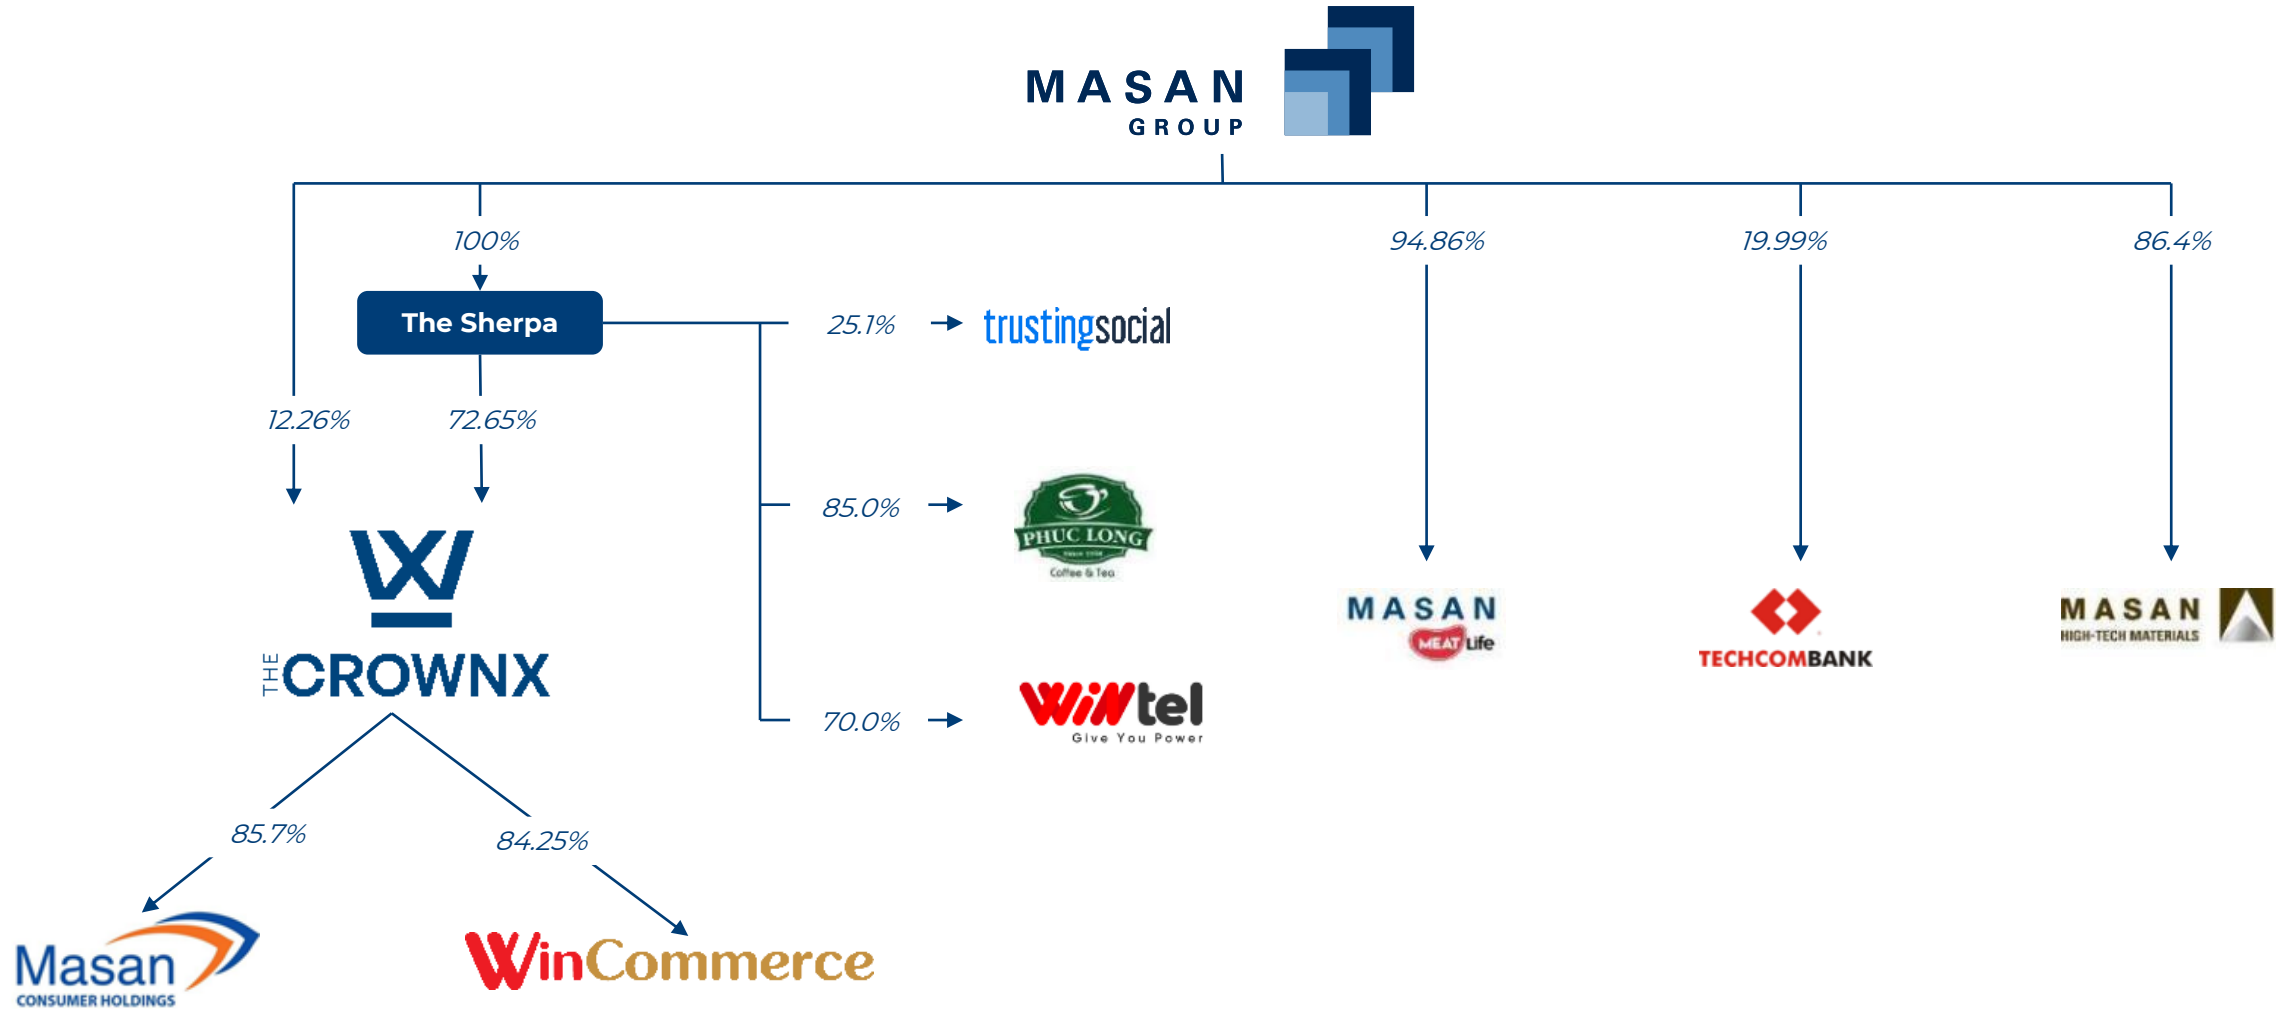 MASAN
GROUP
100%
94.86%
19.99%
86.4%
The Sherpa
25.1%
trustingsocial
12.26%
72.65%
85.0%
PHUC LONG
Coffee & Tea
MASAN
MEAT Life
TECHCOMBANK
MASAN
HIGH-TECH MATERIALS
THE CROWNX
70.0%
WiNtel
Give You Power
85.7%
84.25%
Masan
CONSUMER HOLDINGS
WinCommerce